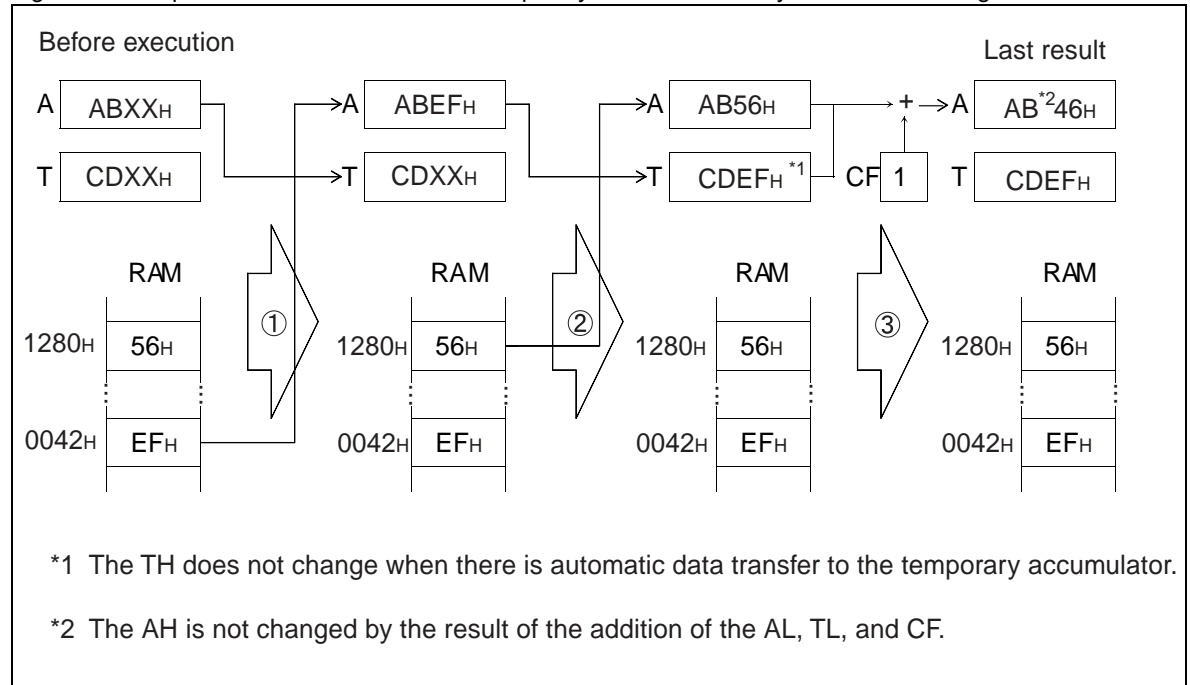 Before execution
Last result
A ABXXH A ABEFH A AB56H + A AB*246H
T CDXXH T CDXXH T CDEFH *1 CF 1 T CDEFH
RAM RAM RAM RAM
① ② ③
1280H 56H 1280H 56H 1280H 56H 1280H 56H
0042H EFH 0042H EFH 0042H EFH 0042H EFH
*1 The TH does not change when there is automatic data transfer to the temporary accumulator.
*2 The AH is not changed by the result of the addition of the AL, TL, and CF.